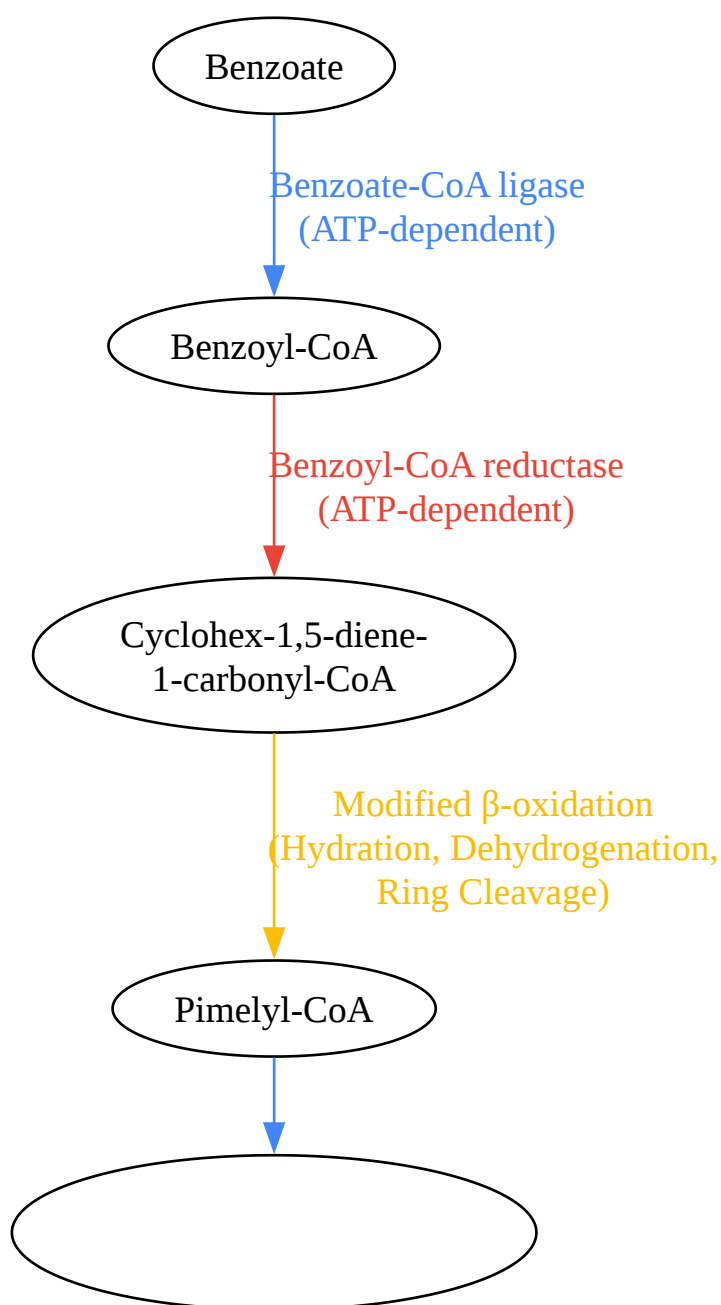 Benzoate
Benzoate-CoA ligase
(ATP-dependent)
Benzoyl-CoA
Benzoyl-CoA reductase
(ATP-dependent)
Cyclohex-1,5-diene-
1-carbonyl-CoA
Modified β-oxidation
(Hydration, Dehydrogenation,
Ring Cleavage)
Pimelyl-CoA